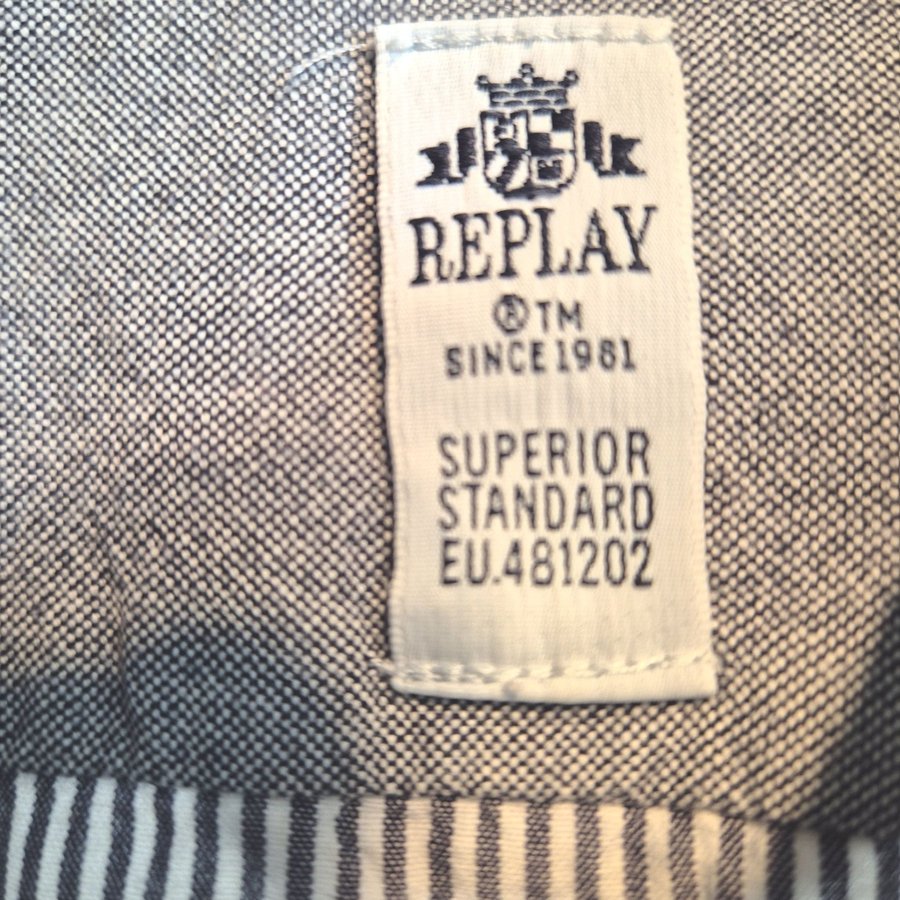 REPLAY
® TM
SINCE 1981
SUPERIOR
STANDARD
EU.481202